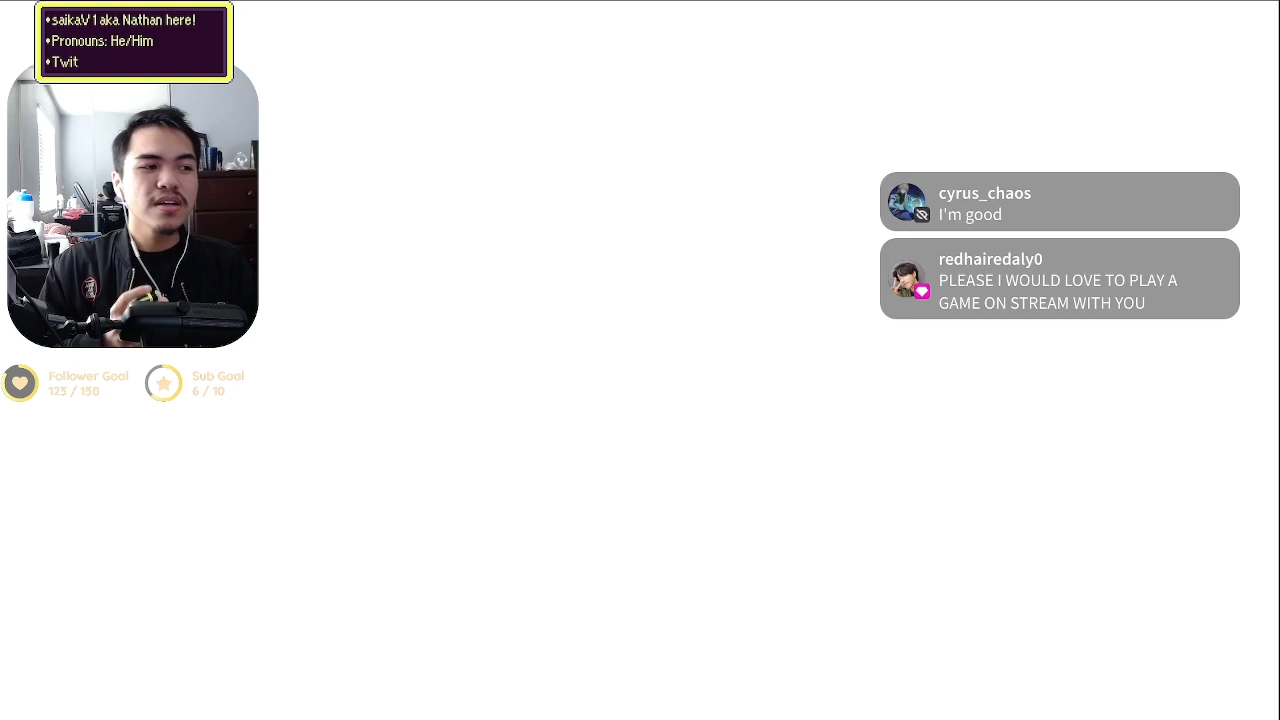 •saikaV1 aka Nathan here!
•Pronouns: He/Him
•Twit
cyrus_chaos
I'm good
redhairedaly0
PLEASE I WOULD LOVE TO PLAY A
GAME ON STREAM WITH YOU
Follower Goal
123 / 150
Sub Goal
6 / 10